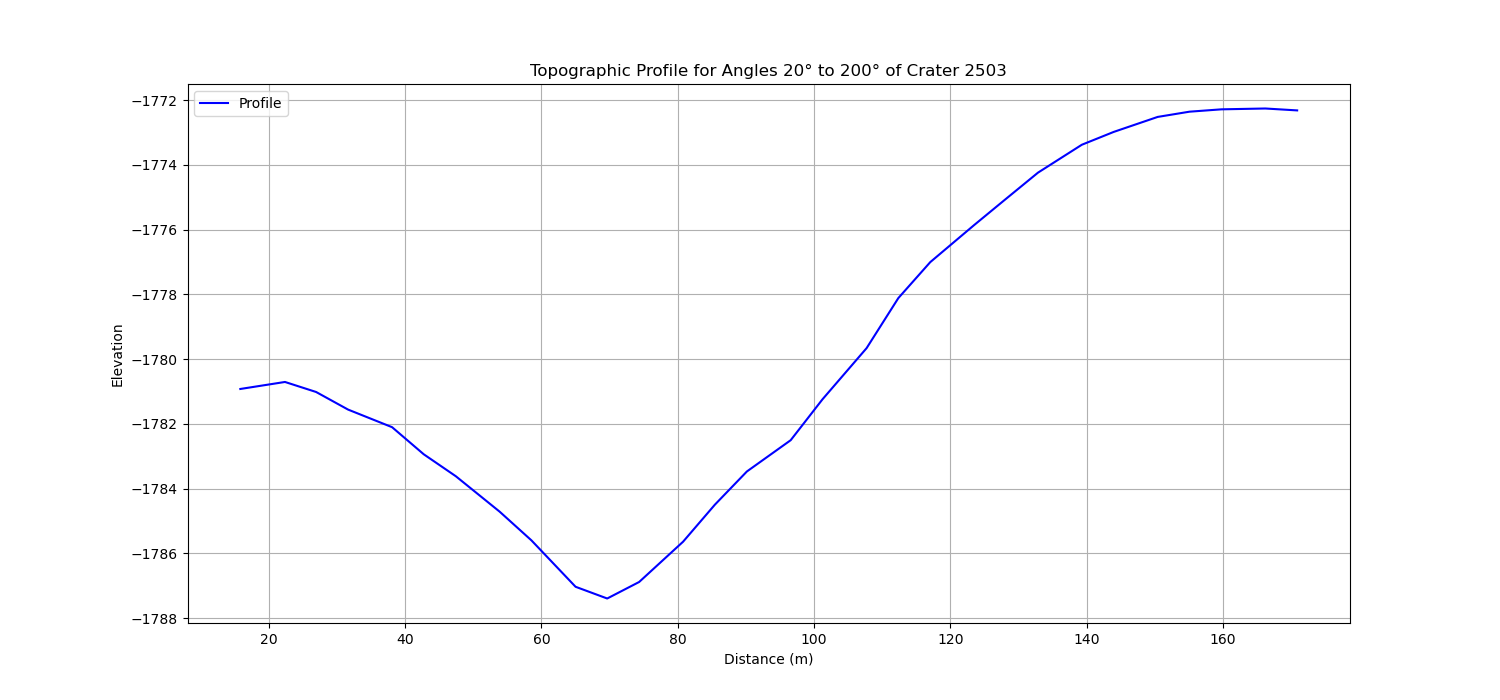 Topographic Profile for Angles 20° to 200° of Crater 2503
Profile
−1772
−1774
−1776
−1778
−1780
−1782
−1784
−1786
−1788
Elevation
20 40 60 80 100 120 140 160
Distance (m)